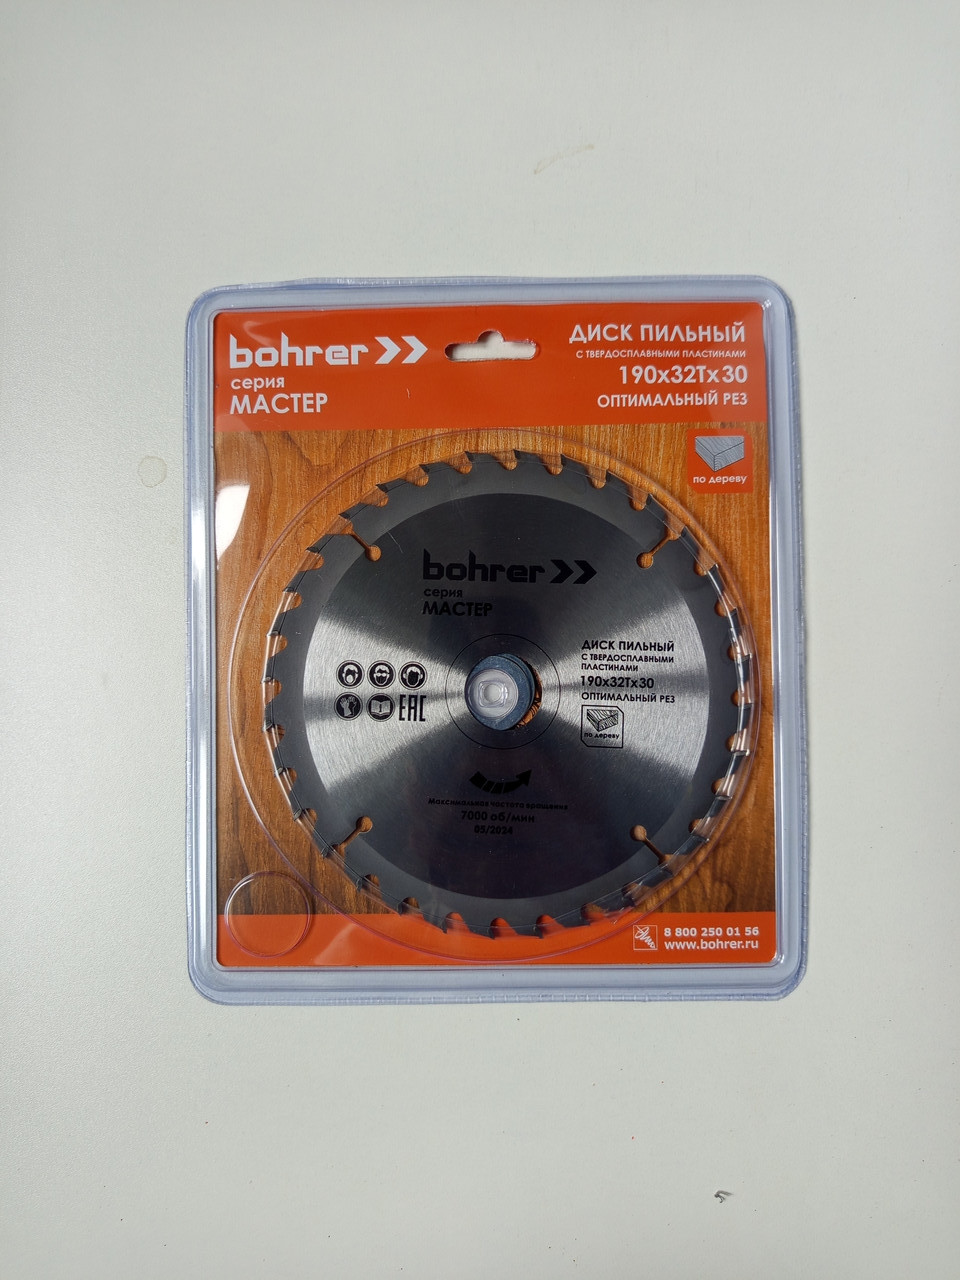 bohrer
серия
МАСТЕР
ДИСК ПИЛЬНЫЙ
С ТВЕРДОСПЛАВНЫМИ ПЛАСТИНАМИ
190x32Tx30
ОПТИМАЛЬНЫЙ РЕЗ
по дереву
bohrer
серия
МАСТЕР
ДИСК ПИЛЬНЫЙ
С ТВЕРДОСПЛАВНЫМИ
ПЛАСТИНАМИ
190x32Tx30
ОПТИМАЛЬНЫЙ РЕЗ
по дереву
EAC
Максимальная частота вращения
7000 об/мин
05/2024
8 800 250 01 56
www.bohrer.ru